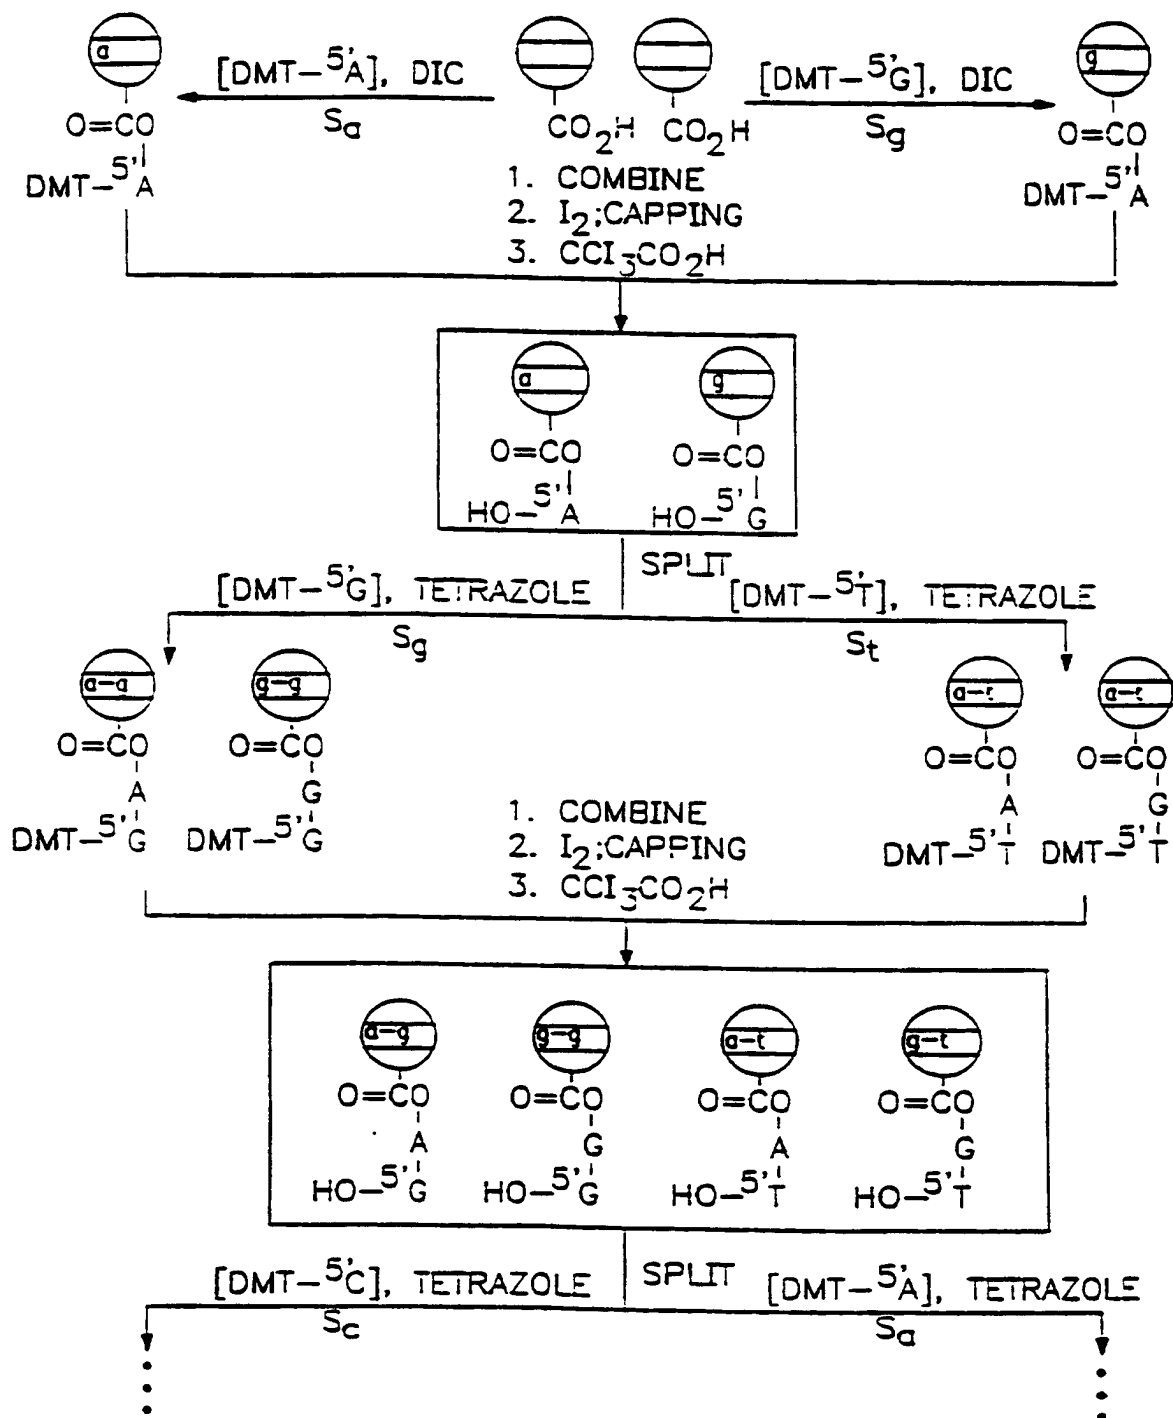 a
g
[DMT-5'A], DIC
Sa
[DMT-5'G], DIC
Sg
O=CO
CO2H
CO2H
O=CO
DMT-5'A
DMT-5'A
1. COMBINE
2. I2;CAPPING
3. CCI3CO2H
a
g
O=CO
O=CO
HO-5'A
HO-5'G
SPLIT
[DMT-5'G], TETRAZOLE
[DMT-5'T], TETRAZOLE
Sg
St
a-a
g-g
a-t
a-t
O=CO
O=CO
O=CO
O=CO
A
G
A
G
DMT-5'G
DMT-5'G
DMT-5'T
DMT-5'T
1. COMBINE
2. I2;CAPPING
3. CCI3CO2H
a-g
g-g
a-t
g-t
O=CO
O=CO
O=CO
O=CO
A
G
A
G
HO-5'G
HO-5'G
HO-5'T
HO-5'T
SPLIT
[DMT-5'C], TETRAZOLE
[DMT-5'A], TETRAZOLE
Sc
Sa